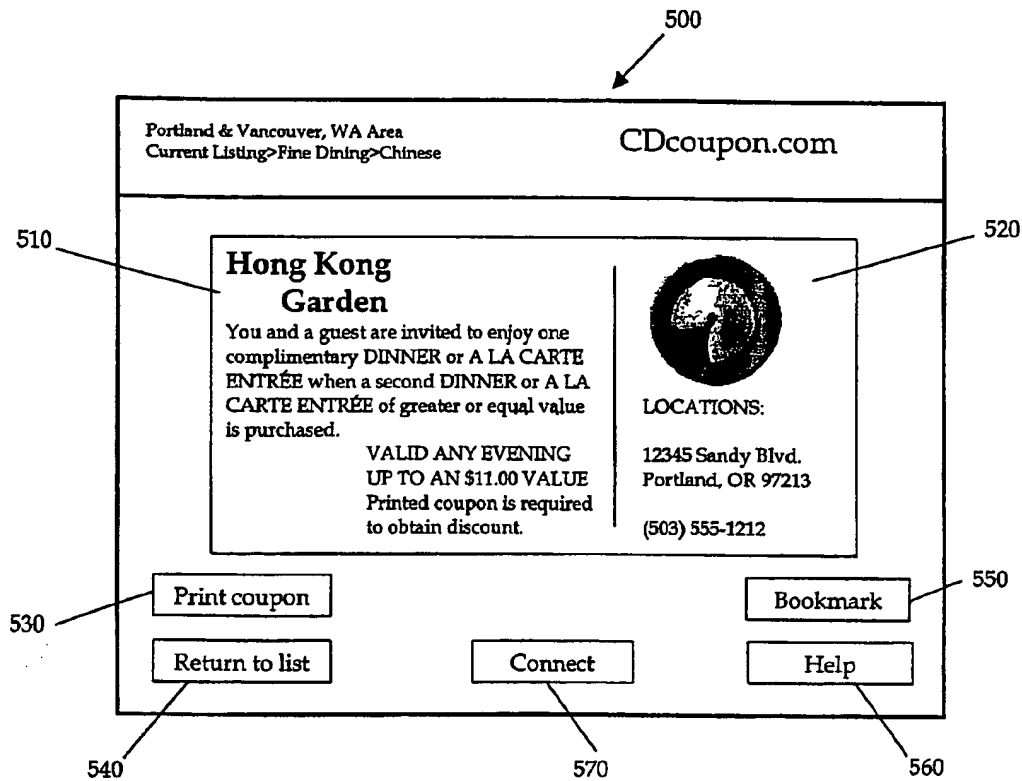 500
Portland & Vancouver, WA Area
Current Listing>Fine Dining>Chinese
CDcoupon.com
510
520
Hong Kong
Garden
You and a guest are invited to enjoy one
complimentary DINNER or A LA CARTE
ENTRÉE when a second DINNER or A LA
CARTE ENTRÉE of greater or equal value
is purchased.
VALID ANY EVENING
UP TO AN $11.00 VALUE
Printed coupon is required
to obtain discount.
LOCATIONS:
12345 Sandy Blvd.
Portland, OR 97213
(503) 555-1212
530
Print coupon
Bookmark
550
Return to list
Connect
Help
540
570
560